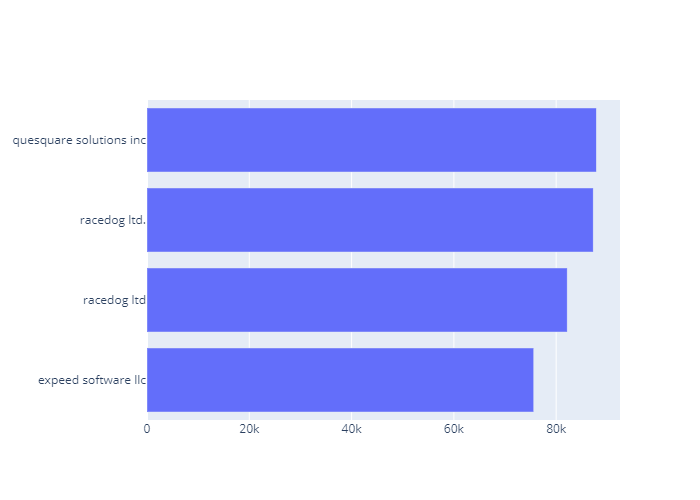 quesquare solutions inc
racedog ltd.
racedog ltd
expeed software llc
0 20k 40k 60k 80k